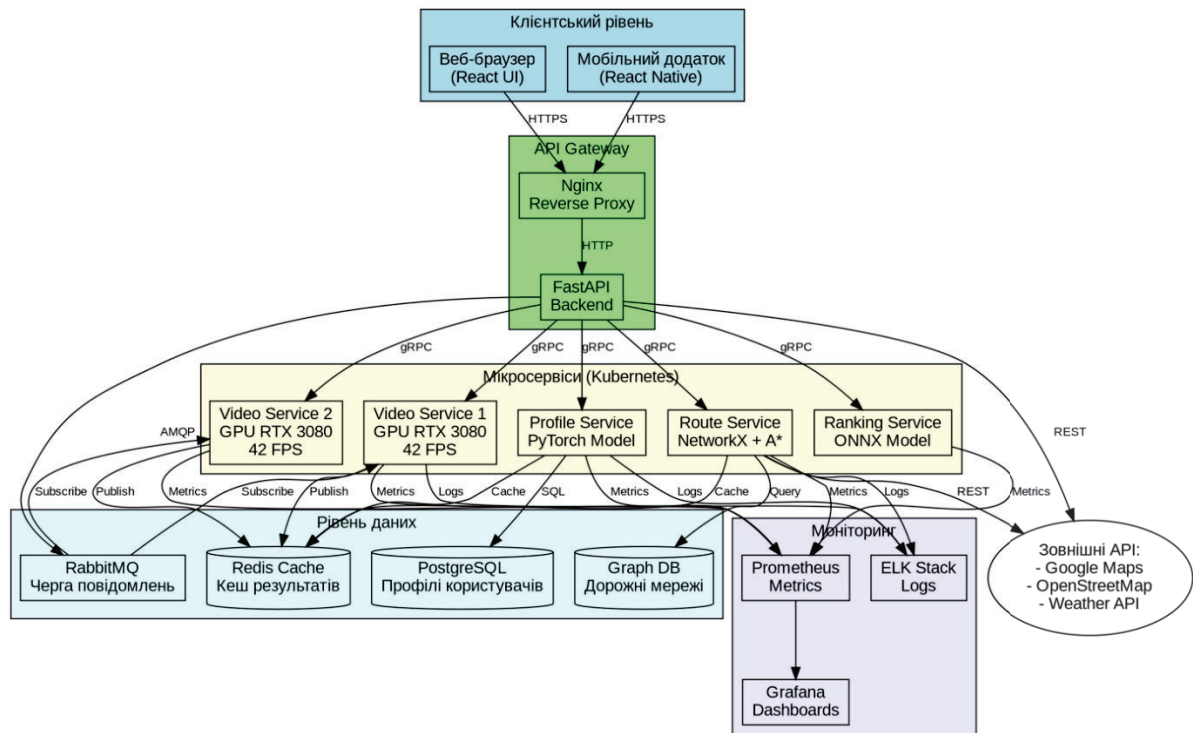 Клієнтський рівень
Веб-браузер
(React UI)
Мобільний додаток
(React Native)
HTTPS
HTTPS
API Gateway
Nginx
Reverse Proxy
HTTP
FastAPI
Backend
gRPC
gRPC
gRPC
gRPC
gRPC
Мікросервіси (Kubernetes)
Video Service 2
GPU RTX 3080
42 FPS
Video Service 1
GPU RTX 3080
42 FPS
Profile Service
PyTorch Model
Route Service
NetworkX + A*
Ranking Service
ONNX Model
AMQP
REST
Subscribe
Publish
Metrics
Subscribe
Publish
Metrics
Logs
Cache
SQL
Metrics
Logs
Cache
Query
Metrics
Logs
REST
Metrics
Рівень даних
RabbitMQ
Черга повідомлень
Redis Cache
Кеш результатів
PostgreSQL
Профілі користувачів
Graph DB
Дорожні мережі
Моніторинг
Prometheus
Metrics
ELK Stack
Logs
Grafana
Dashboards
Зовнішні API:
- Google Maps
- OpenStreetMap
- Weather API